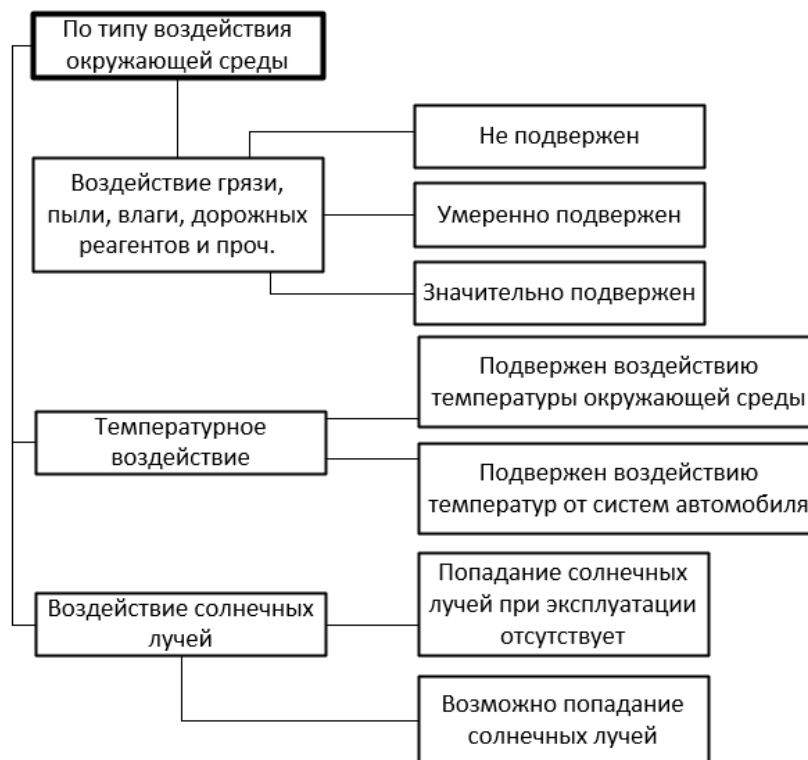 По типу воздействия
окружающей среды
Воздействие грязи,
пыли, влаги, дорожных
реагентов и проч.
Не подвержен
Умеренно подвержен
Значительно подвержен
Температурное
воздействие
Подвержен воздействию
температуры окружающей среды
Подвержен воздействию
температур от систем автомобиля
Воздействие солнечных
лучей
Попадание солнечных
лучей при эксплуатации
отсутствует
Возможно попадание
солнечных лучей